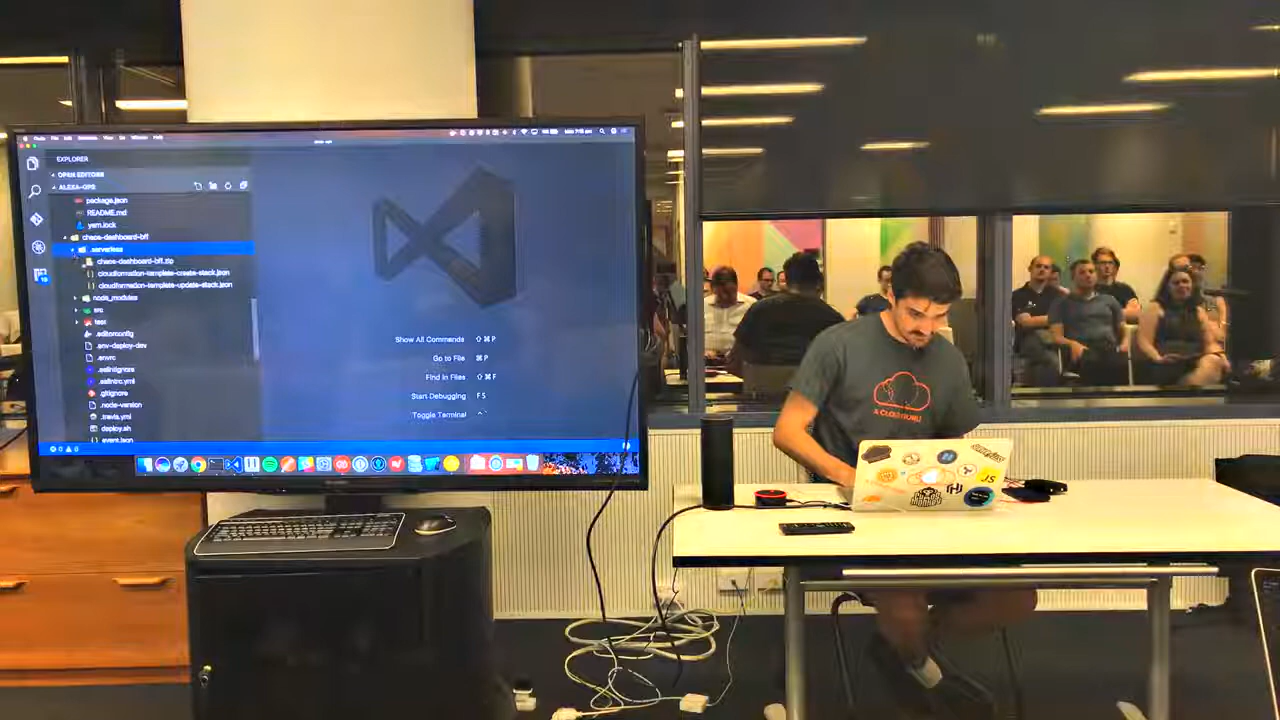 EXPLORER
OPEN EDITORS
ALEXA-OPS
package.json
README.md
yarn.lock
chaos-dashboard-bff
.serverless
chaos-dashboard-bff.zip
cloudformation-template-create-stack.json
cloudformation-template-update-stack.json
node_modules
src
test
.editorconfig
.env-deploy-dev
.envrc
.eslintignore
.eslintrc.yml
.gitignore
.node-version
.travis.yml
deploy.sh
event.json
Show All Commands ⇧ ⌘ P
Go to File ⌘ P
Find in Files ⇧ ⌘ F
Start Debugging F5
Toggle Terminal ⌃`
A CLOUD GURU
JS